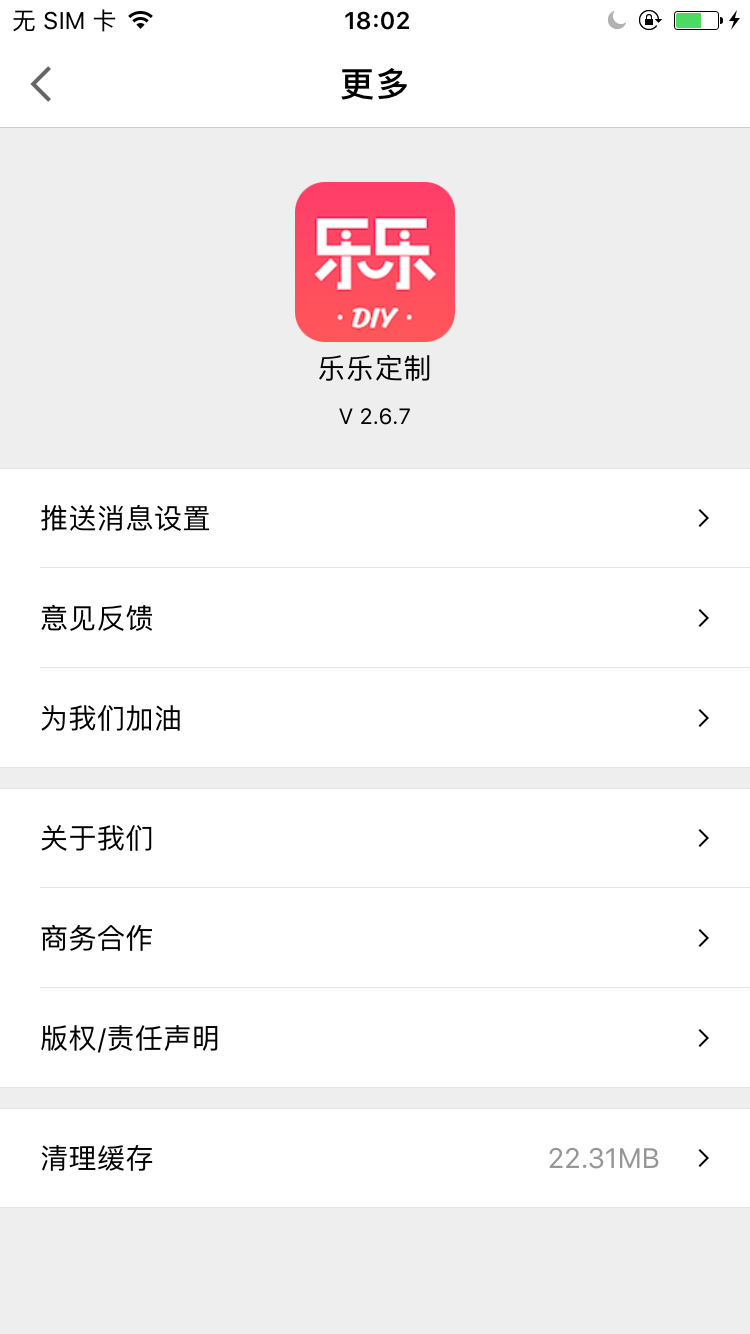 无 SIM 卡 18:02
更多
乐乐
· DIY ·
乐乐定制
V 2.6.7
推送消息设置
意见反馈
为我们加油
关于我们
商务合作
版权/责任声明
清理缓存 22.31MB